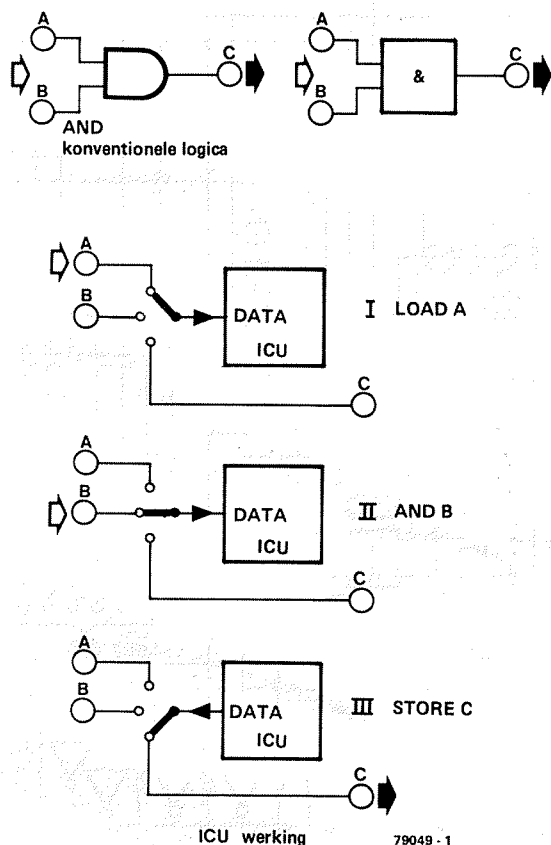 A
B
C
AND
konventionele logica
A
B
&
C
A
B
DATA
ICU
I LOAD A
C
A
B
DATA
ICU
II AND B
C
A
B
DATA
ICU
III STORE C
C
ICU werking
79049 - 1